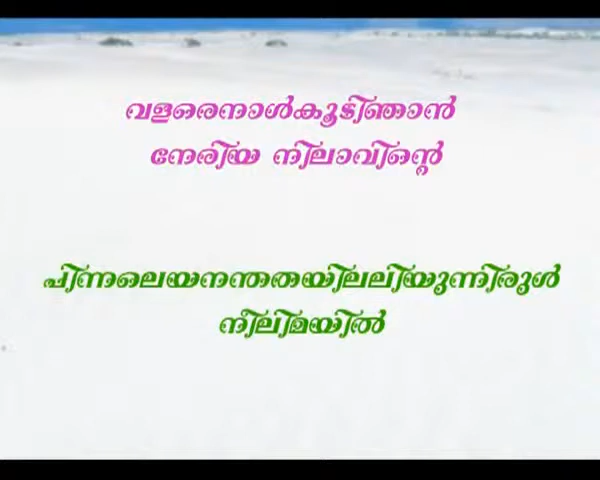 വളരെനാൾകൂടിഞാൻ
നേരിയ നിലാവിന്റെ
പിന്നലെയനന്തതയിലലിയുന്നിരുൾ
നീലിമയിൽ